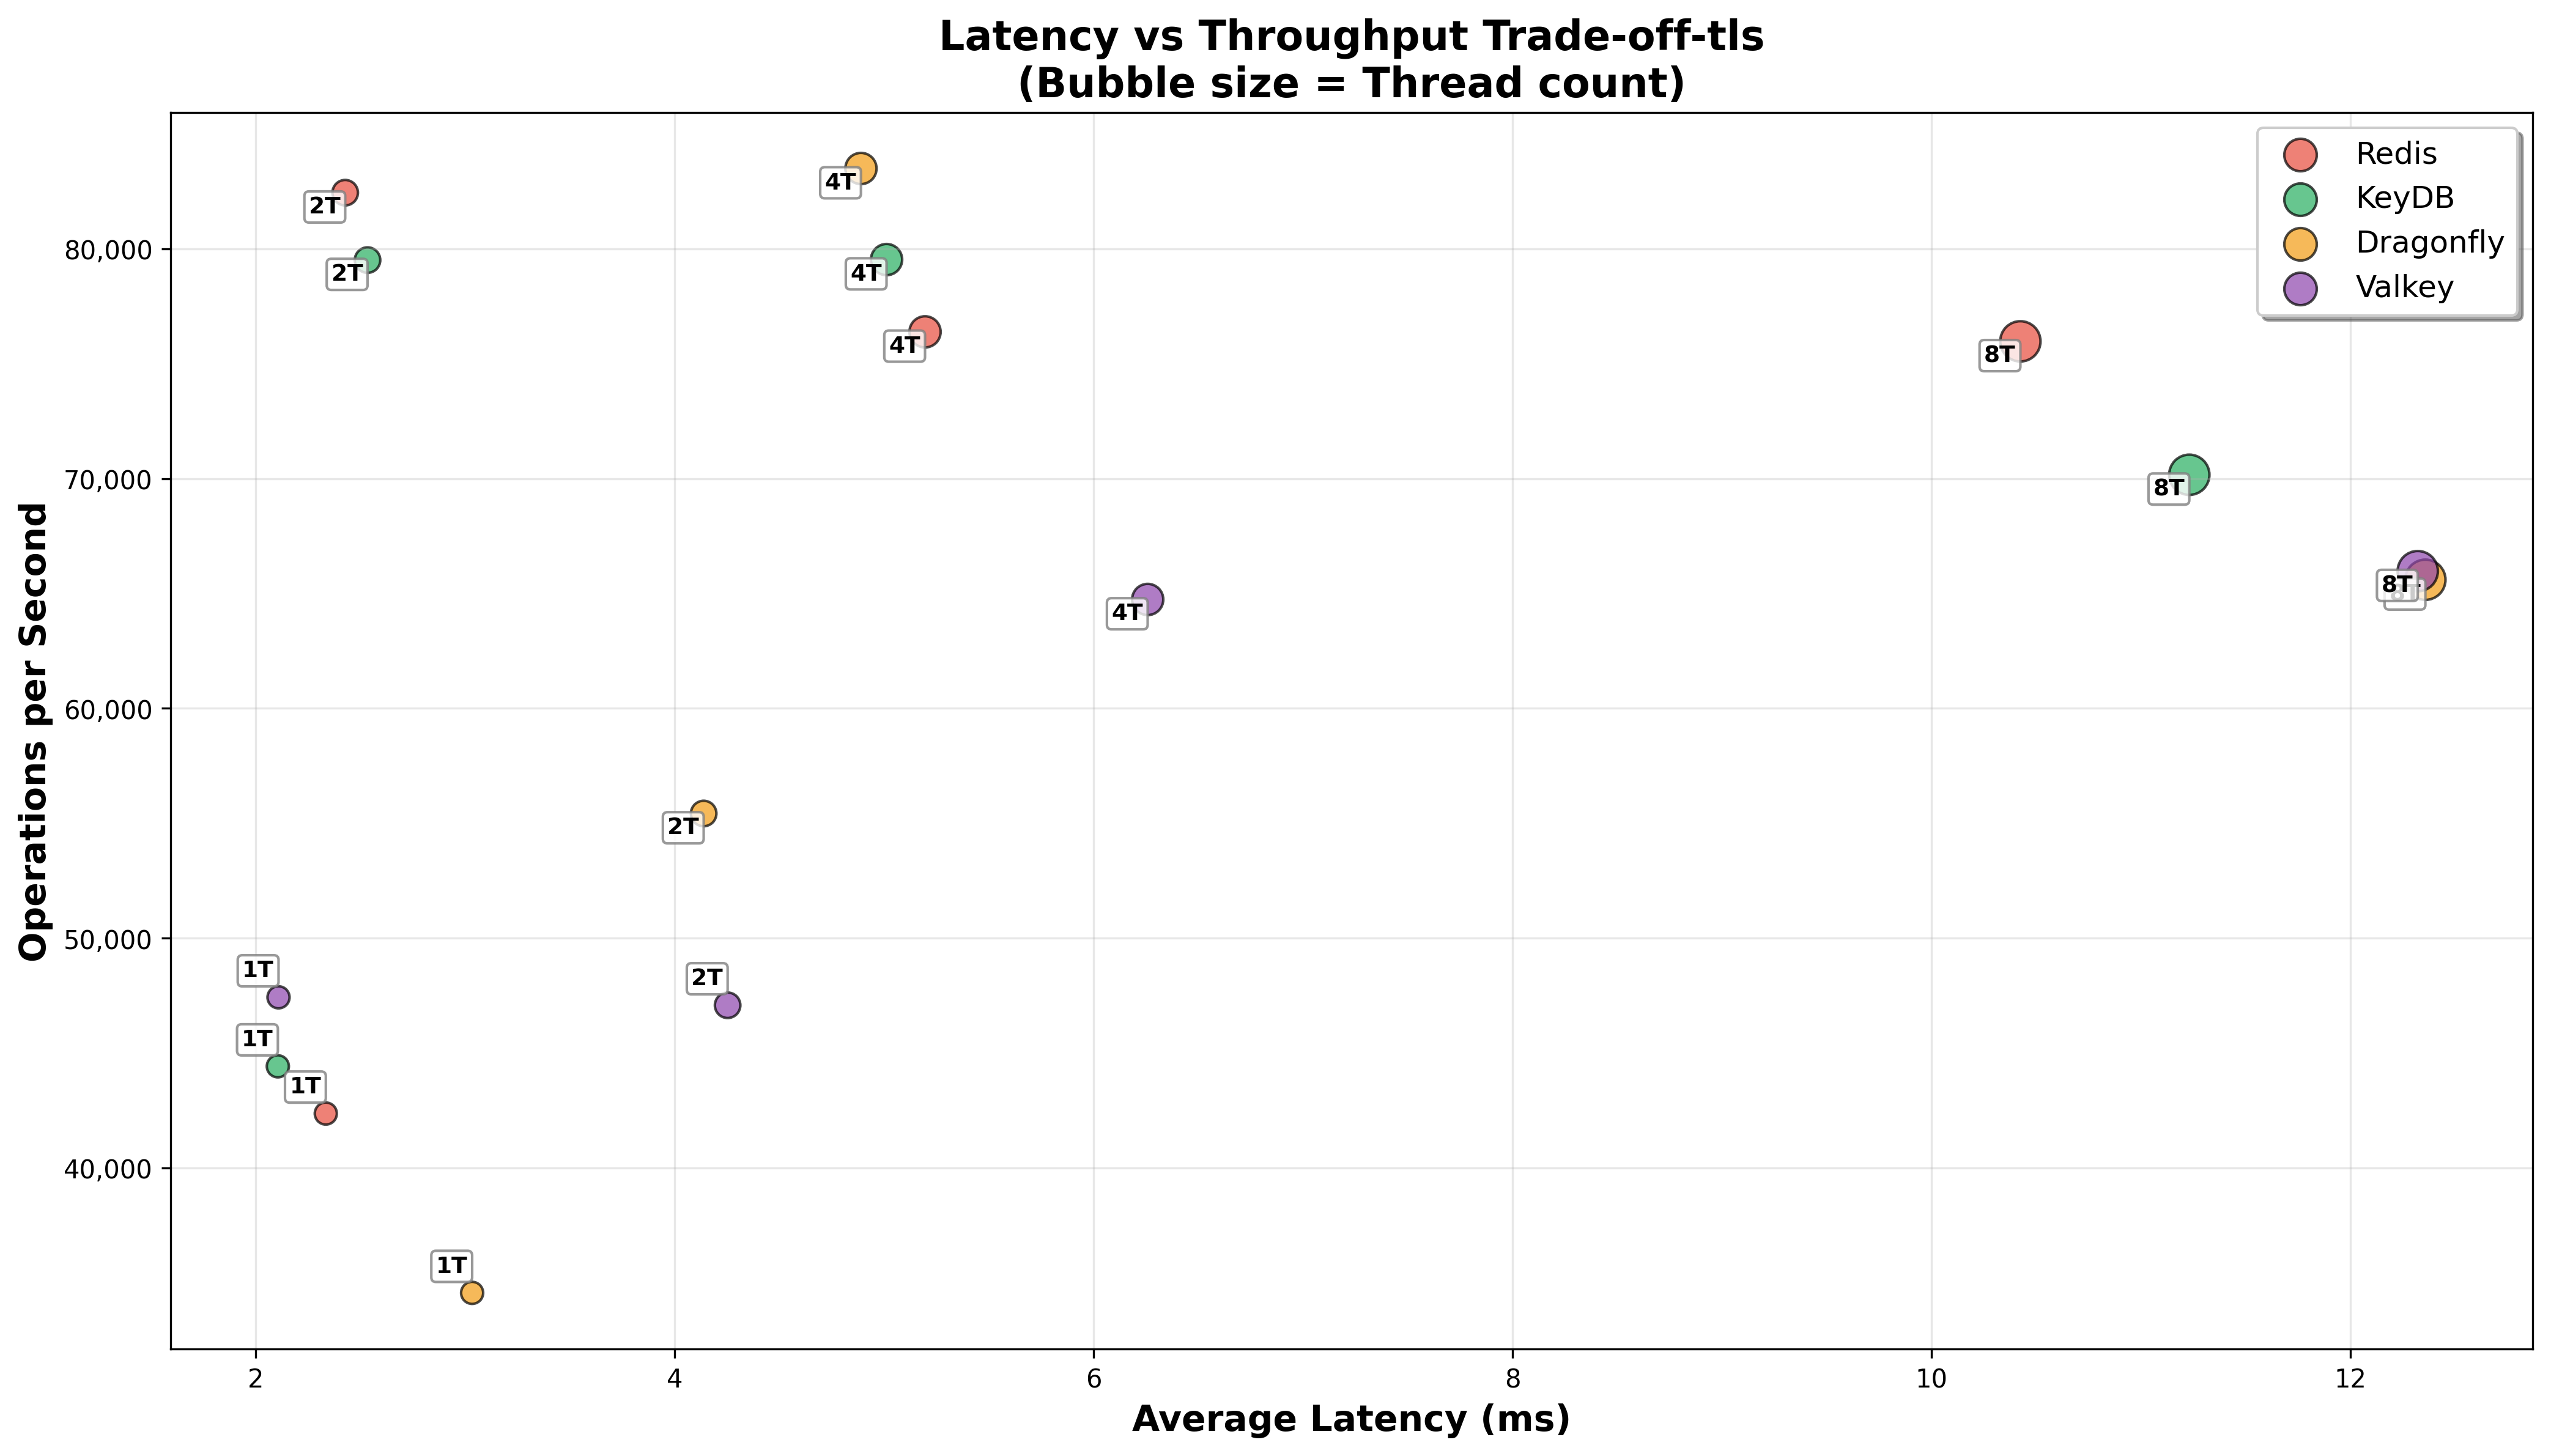 Latency vs Throughput Trade-off-tls
(Bubble size = Thread count)
Redis
KeyDB
Dragonfly
Valkey
Operations per Second
80,000
70,000
60,000
50,000
40,000
2T
2T
4T
4T
4T
8T
8T
8T
4T
2T
2T
1T
1T
1T
1T
2
4
6
8
10
12
Average Latency (ms)